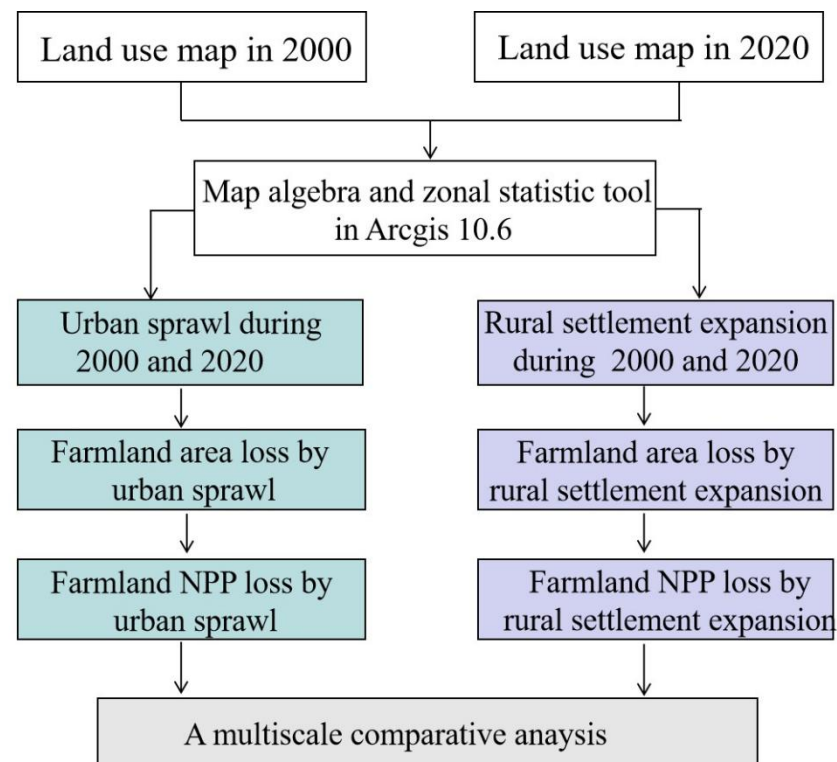 Land use map in 2000
Land use map in 2020
Map algebra and zonal statistic tool
in Arcgis 10.6
Urban sprawl during
2000 and 2020
Rural settlement expansion
during 2000 and 2020
Farmland area loss by
urban sprawl
Farmland area loss by
rural settlement expansion
Farmland NPP loss by
urban sprawl
Farmland NPP loss by
rural settlement expansion
A multiscale comparative anaysis